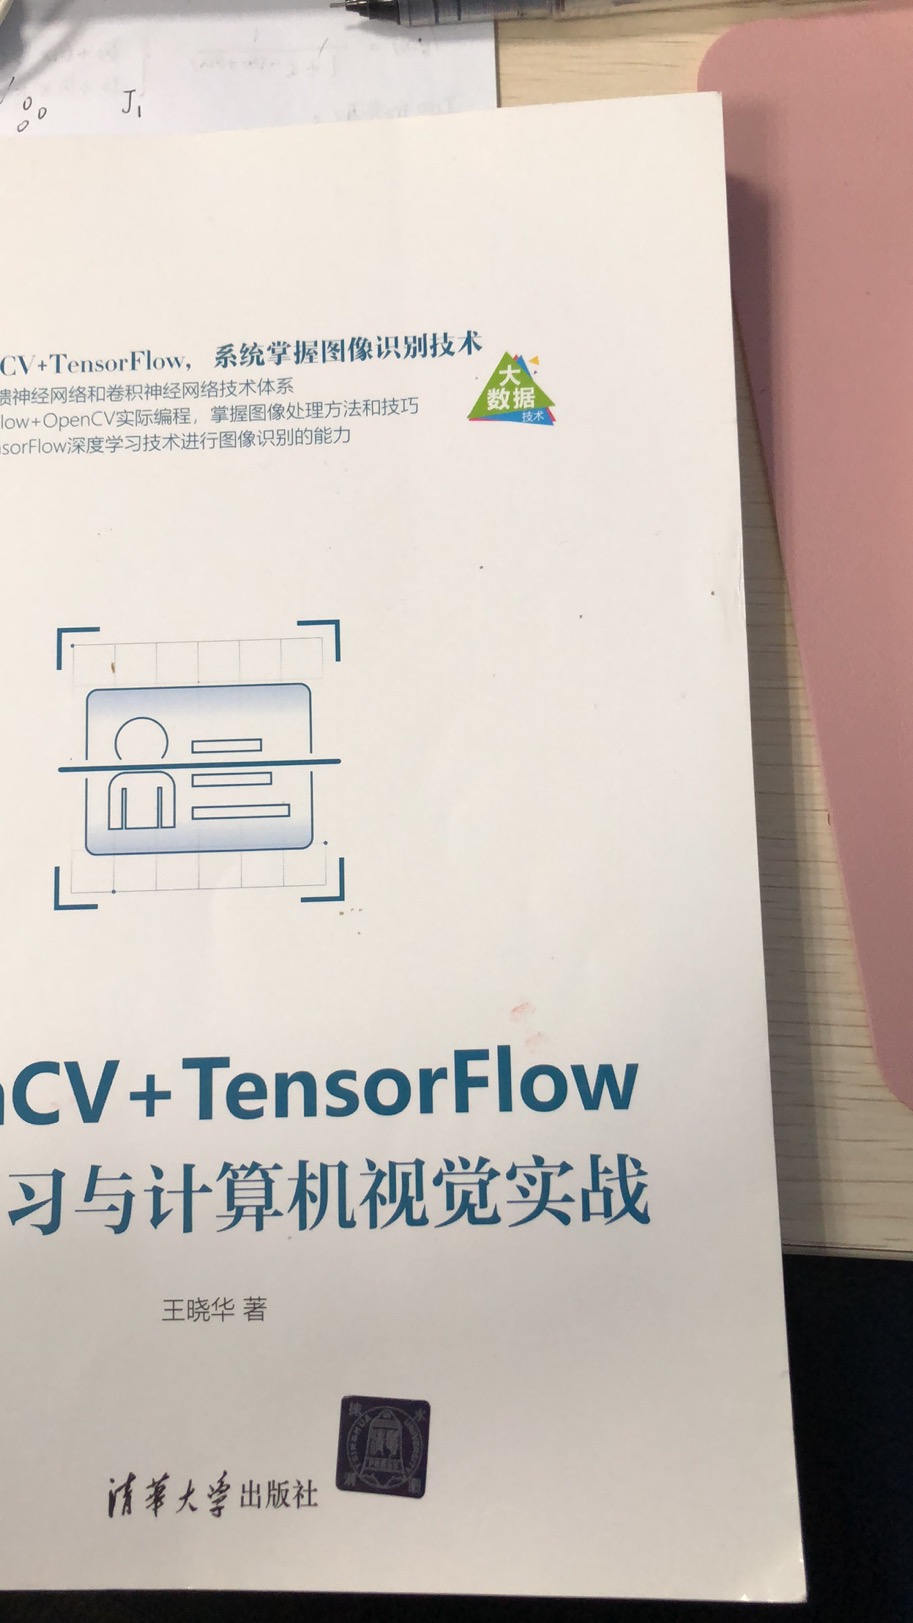 J₁
CV+TensorFlow，系统掌握图像识别技术
馈神经网络和卷积神经网络技术体系
low+OpenCV实际编程，掌握图像处理方法和技巧
sorFlow深度学习技术进行图像识别的能力
大
数据
技术
nCV+TensorFlow
习与计算机视觉实战
王晓华 著
清华大学出版社